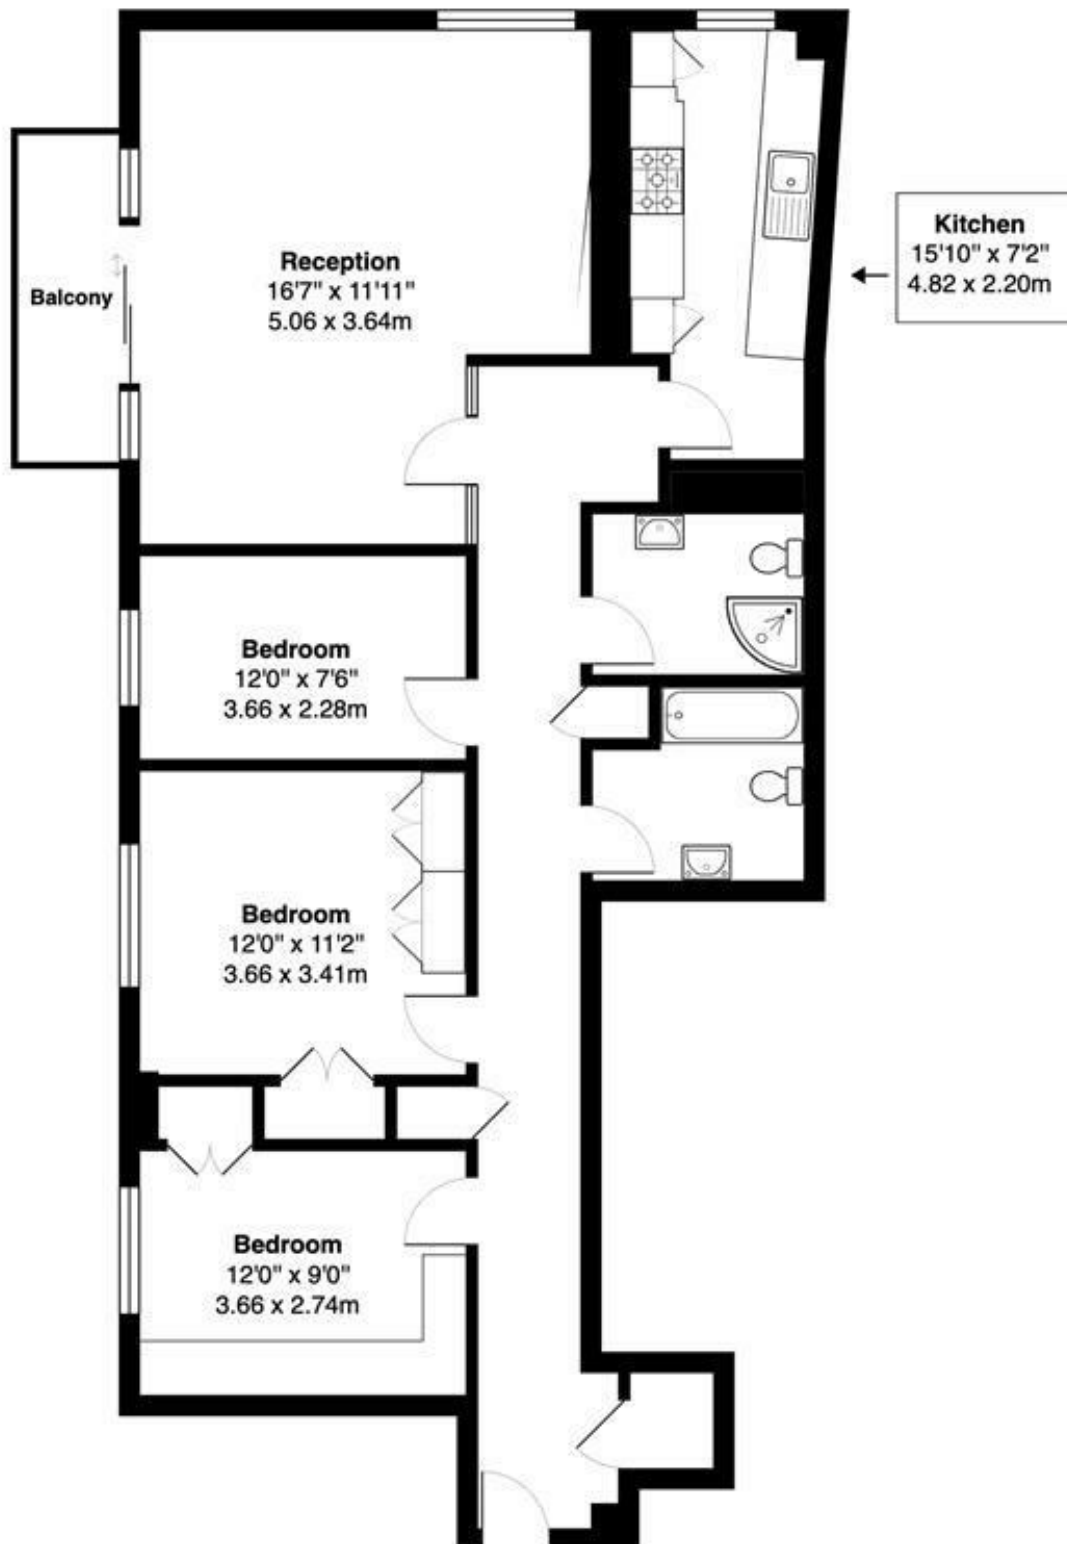 Kitchen
15'10" x 7'2"
4.82 x 2.20m
Reception
16'7" x 11'11"
5.06 x 3.64m
Balcony
Bedroom
12'0" x 7'6"
3.66 x 2.28m
Bedroom
12'0" x 11'2"
3.66 x 3.41m
Bedroom
12'0" x 9'0"
3.66 x 2.74m